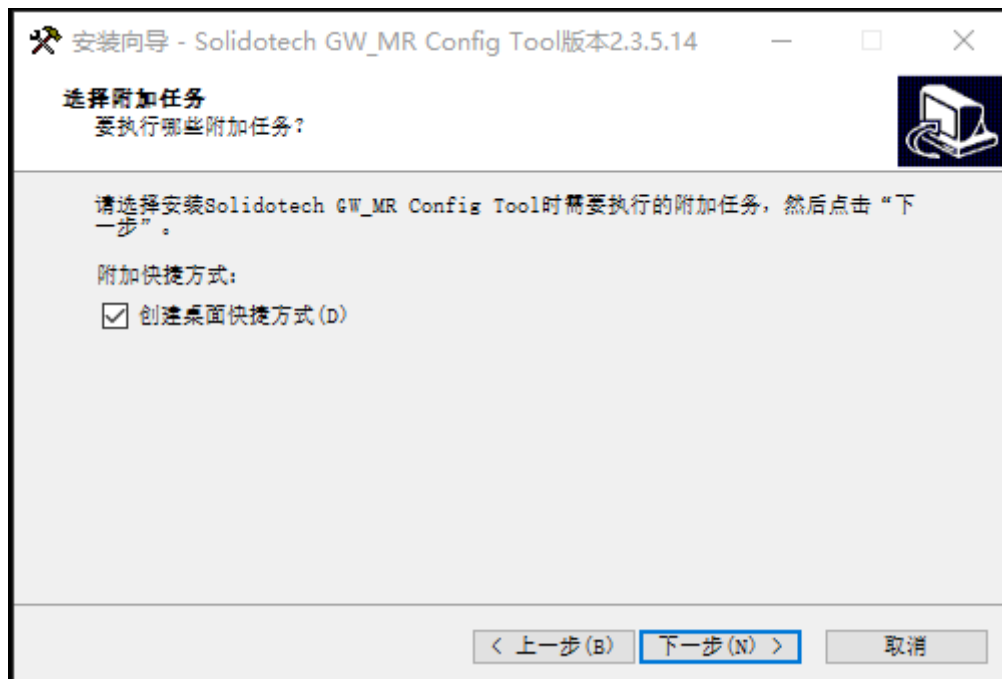 安装向导 - Solidotech GW_MR Config Tool版本2.3.5.14
选择附加任务
要执行哪些附加任务?
请选择安装Solidotech GW_MR Config Tool时需要执行的附加任务，然后点击“下
一步”。
附加快捷方式:
创建桌面快捷方式(D)
< 上一步(B)
下一步(N) >
取消